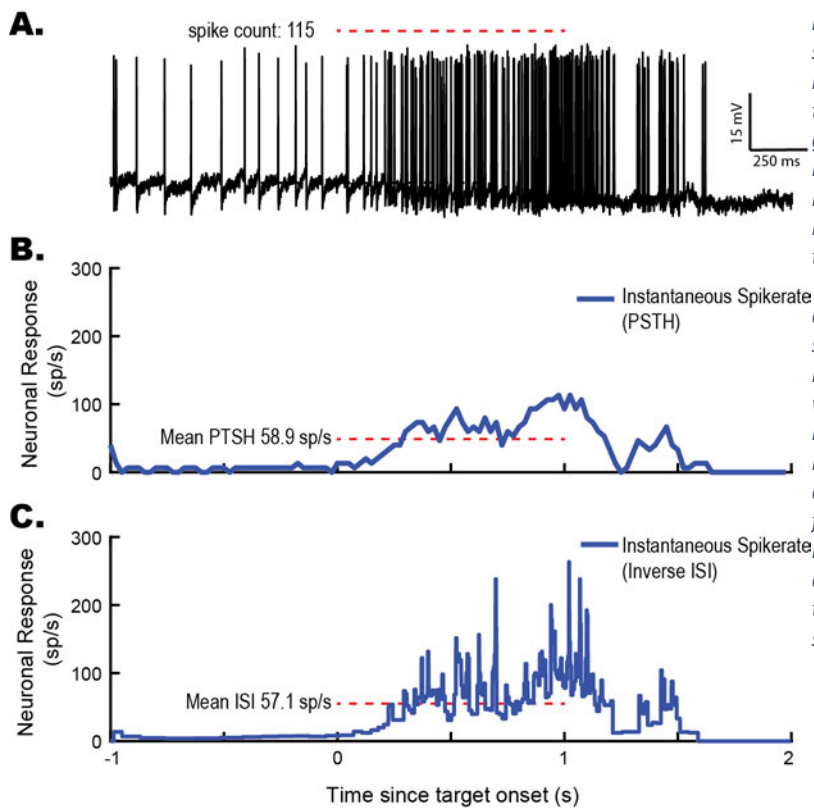 A.
spike count: 115
15 mV
250 ms
B.
300
200
100
0
Neuronal Response
(sp/s)
Instantaneous Spikerate
(PSTH)
Mean PTSH 58.9 sp/s
C.
300
200
100
0
Neuronal Response
(sp/s)
Instantaneous Spikerate
(Inverse ISI)
Mean ISI 57.1 sp/s
-1
0
1
2
Time since target onset (s)